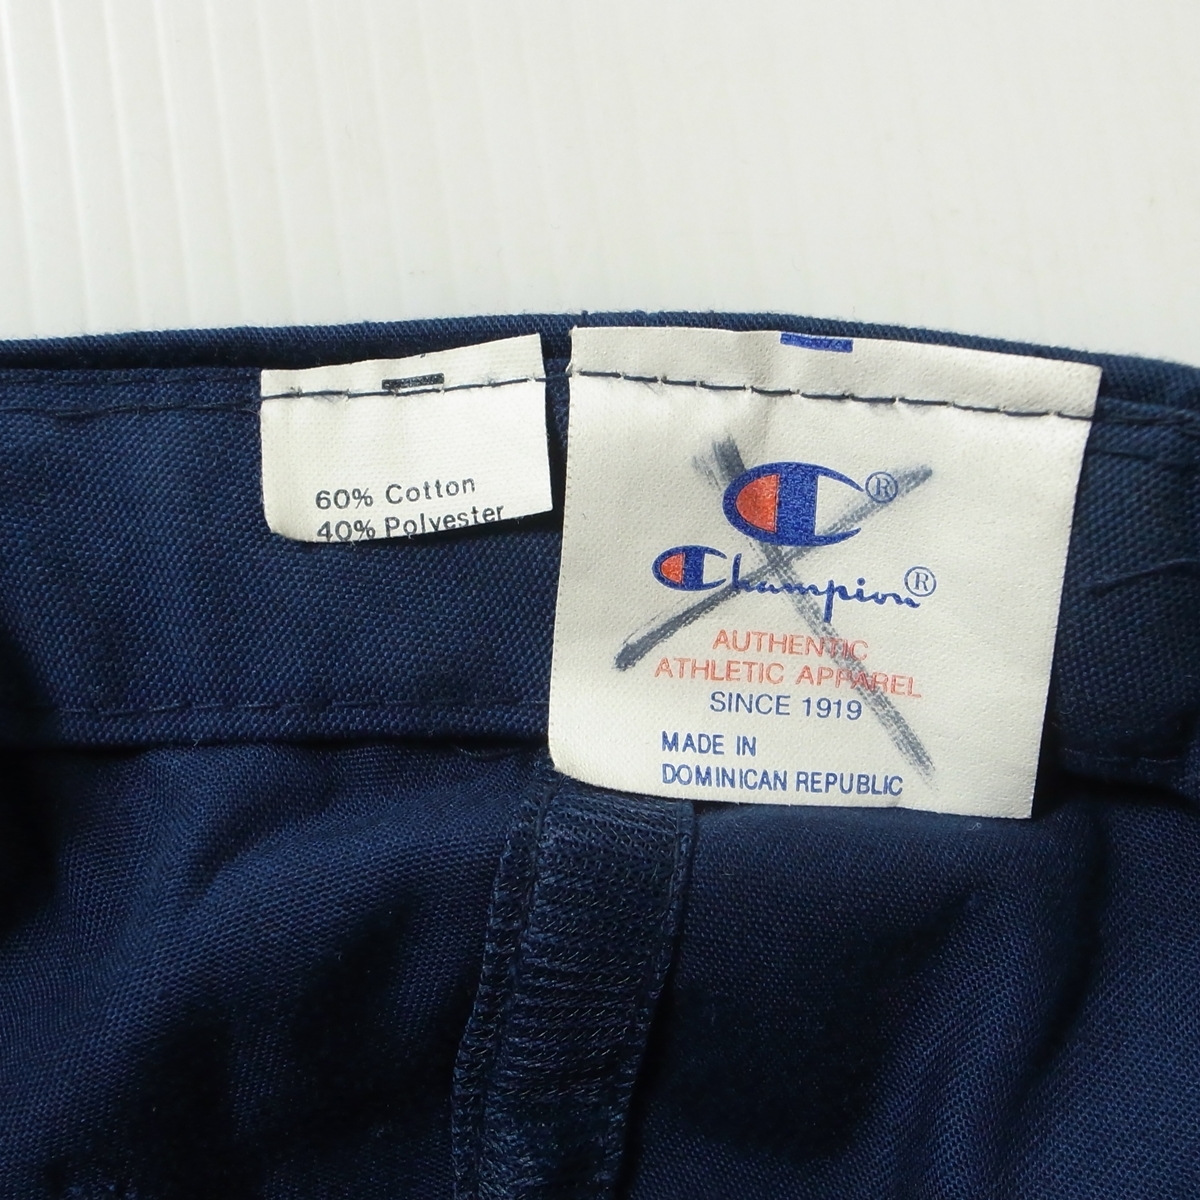 60% Cotton
40% Polyester
®
Champion®
AUTHENTIC
ATHLETIC APPAREL
SINCE 1919
MADE IN
DOMINICAN REPUBLIC